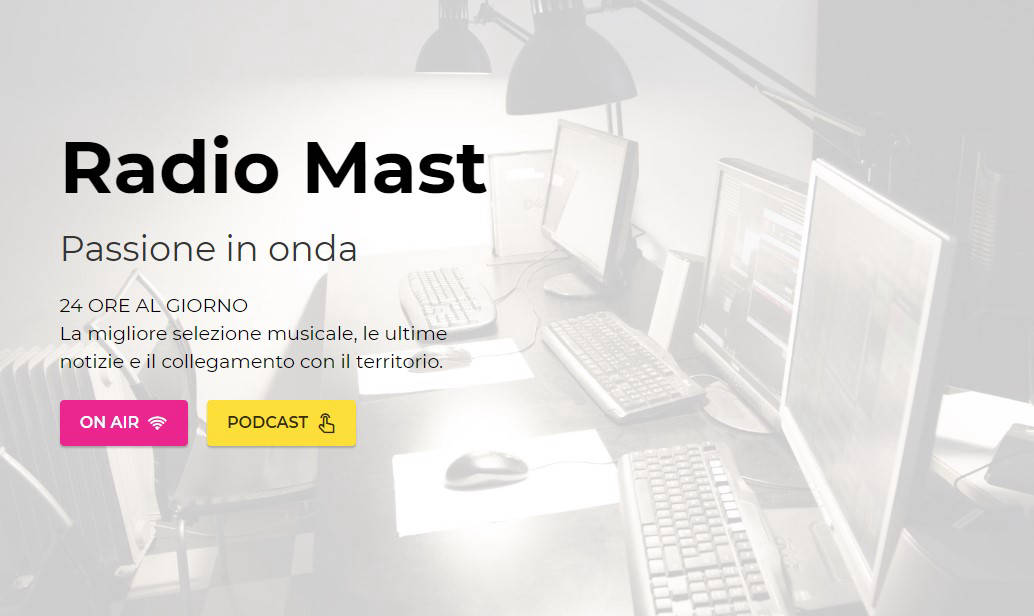 Radio Mast
Passione in onda
24 ORE AL GIORNO
La migliore selezione musicale, le ultime
notizie e il collegamento con il territorio.
ON AIR
PODCAST